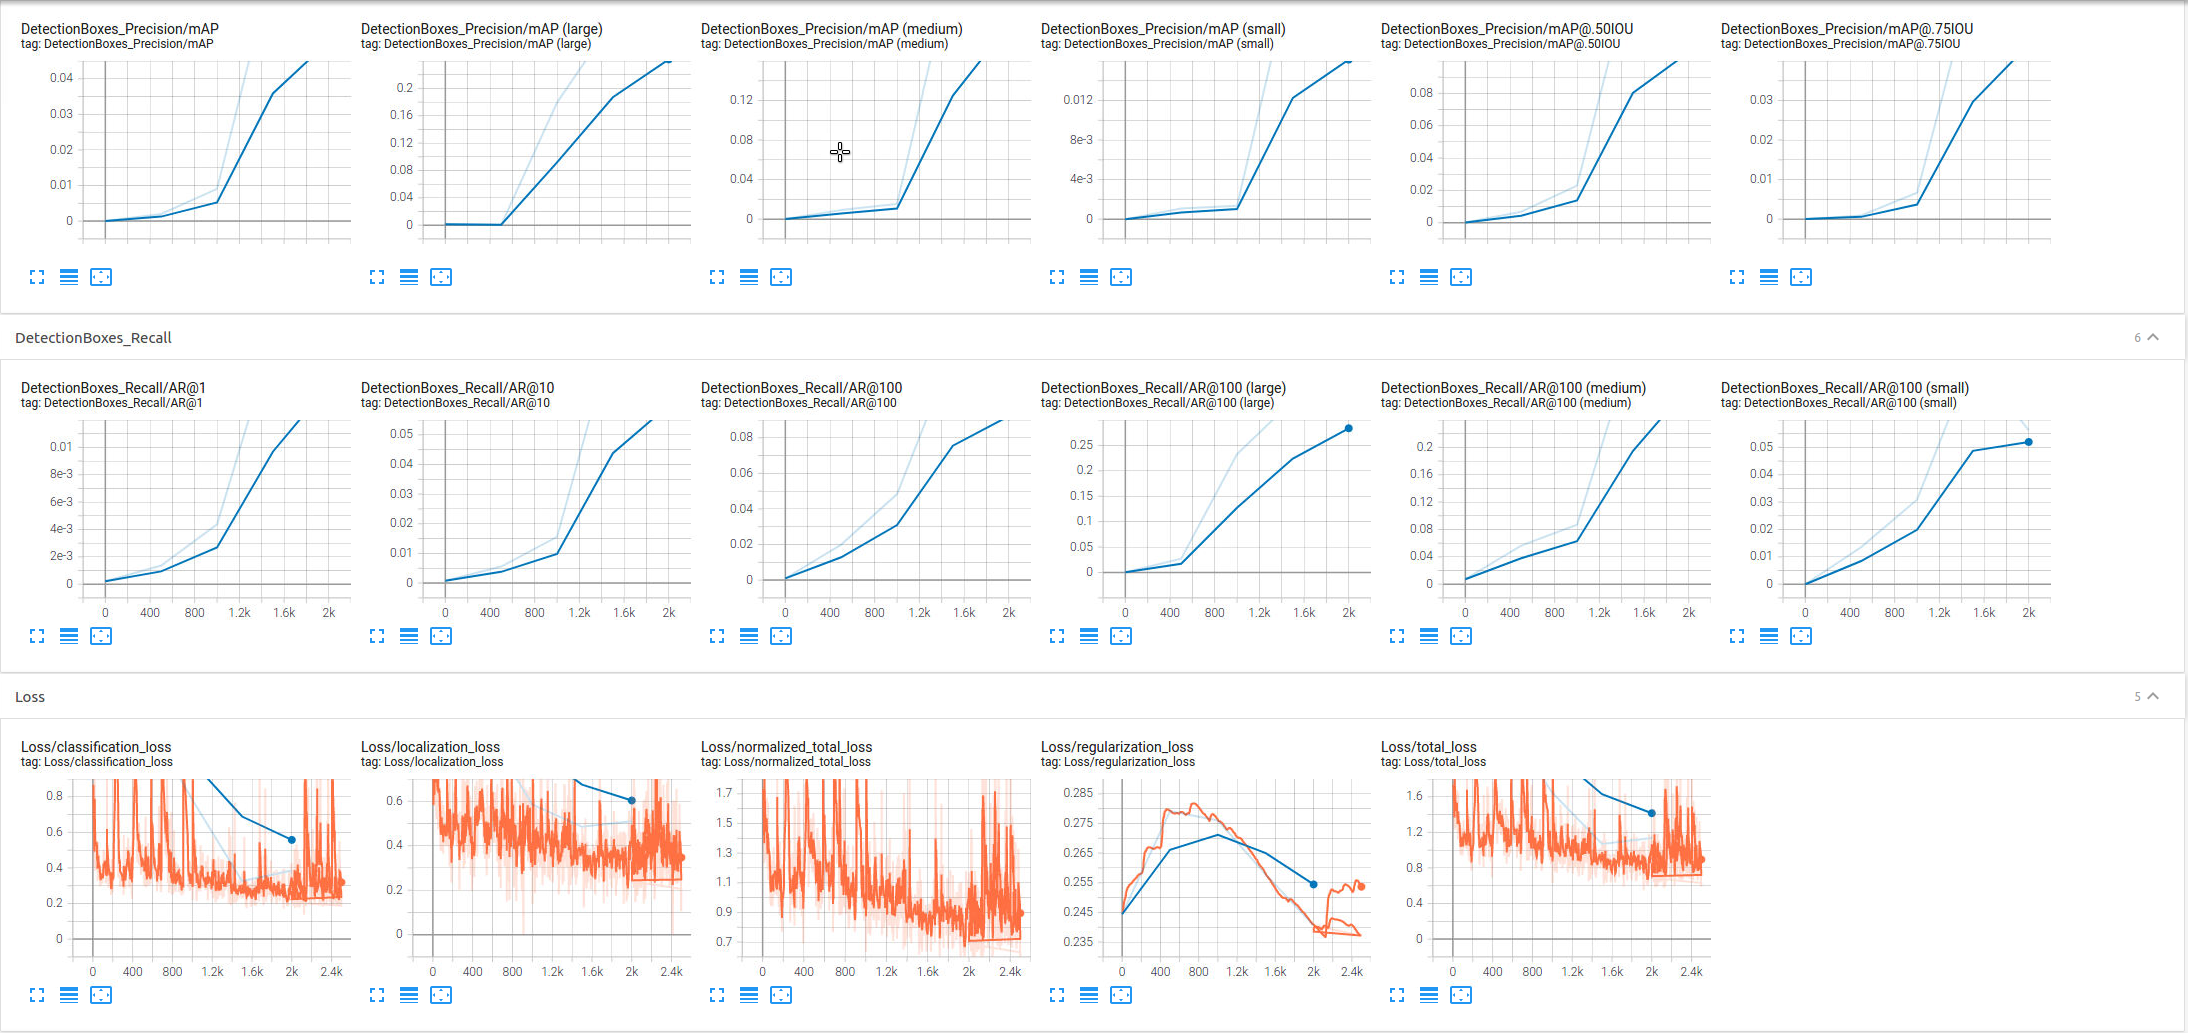 DetectionBoxes_Precision/mAP
tag: DetectionBoxes_Precision/mAP
0.04
0.03
0.02
0.01
0
DetectionBoxes_Precision/mAP (large)
tag: DetectionBoxes_Precision/mAP (large)
0.2
0.16
0.12
0.08
0.04
0
DetectionBoxes_Precision/mAP (medium)
tag: DetectionBoxes_Precision/mAP (medium)
0.12
0.08
0.04
0
DetectionBoxes_Precision/mAP (small)
tag: DetectionBoxes_Precision/mAP (small)
0.012
8e-3
4e-3
0
DetectionBoxes_Precision/mAP@.50IOU
tag: DetectionBoxes_Precision/mAP@.50IOU
0.08
0.06
0.04
0.02
0
DetectionBoxes_Precision/mAP@.75IOU
tag: DetectionBoxes_Precision/mAP@.75IOU
0.03
0.02
0.01
0
DetectionBoxes_Recall
6
DetectionBoxes_Recall/AR@1
tag: DetectionBoxes_Recall/AR@1
0.01
8e-3
6e-3
4e-3
2e-3
0
0 400 800 1.2k 1.6k 2k
DetectionBoxes_Recall/AR@10
tag: DetectionBoxes_Recall/AR@10
0.05
0.04
0.03
0.02
0.01
0
0 400 800 1.2k 1.6k 2k
DetectionBoxes_Recall/AR@100
tag: DetectionBoxes_Recall/AR@100
0.08
0.06
0.04
0.02
0
0 400 800 1.2k 1.6k 2k
DetectionBoxes_Recall/AR@100 (large)
tag: DetectionBoxes_Recall/AR@100 (large)
0.25
0.2
0.15
0.1
0.05
0
0 400 800 1.2k 1.6k 2k
DetectionBoxes_Recall/AR@100 (medium)
tag: DetectionBoxes_Recall/AR@100 (medium)
0.2
0.16
0.12
0.08
0.04
0
0 400 800 1.2k 1.6k 2k
DetectionBoxes_Recall/AR@100 (small)
tag: DetectionBoxes_Recall/AR@100 (small)
0.05
0.04
0.03
0.02
0.01
0
0 400 800 1.2k 1.6k 2k
Loss
5
Loss/classification_loss
tag: Loss/classification_loss
0.8
0.6
0.4
0.2
0
0 400 800 1.2k 1.6k 2k 2.4k
Loss/localization_loss
tag: Loss/localization_loss
0.6
0.4
0.2
0
0 400 800 1.2k 1.6k 2k 2.4k
Loss/normalized_total_loss
tag: Loss/normalized_total_loss
1.7
1.5
1.3
1.1
0.9
0.7
0 400 800 1.2k 1.6k 2k 2.4k
Loss/regularization_loss
tag: Loss/regularization_loss
0.285
0.275
0.265
0.255
0.245
0.235
0 400 800 1.2k 1.6k 2k 2.4k
Loss/total_loss
tag: Loss/total_loss
1.6
1.2
0.8
0.4
0
0 400 800 1.2k 1.6k 2k 2.4k